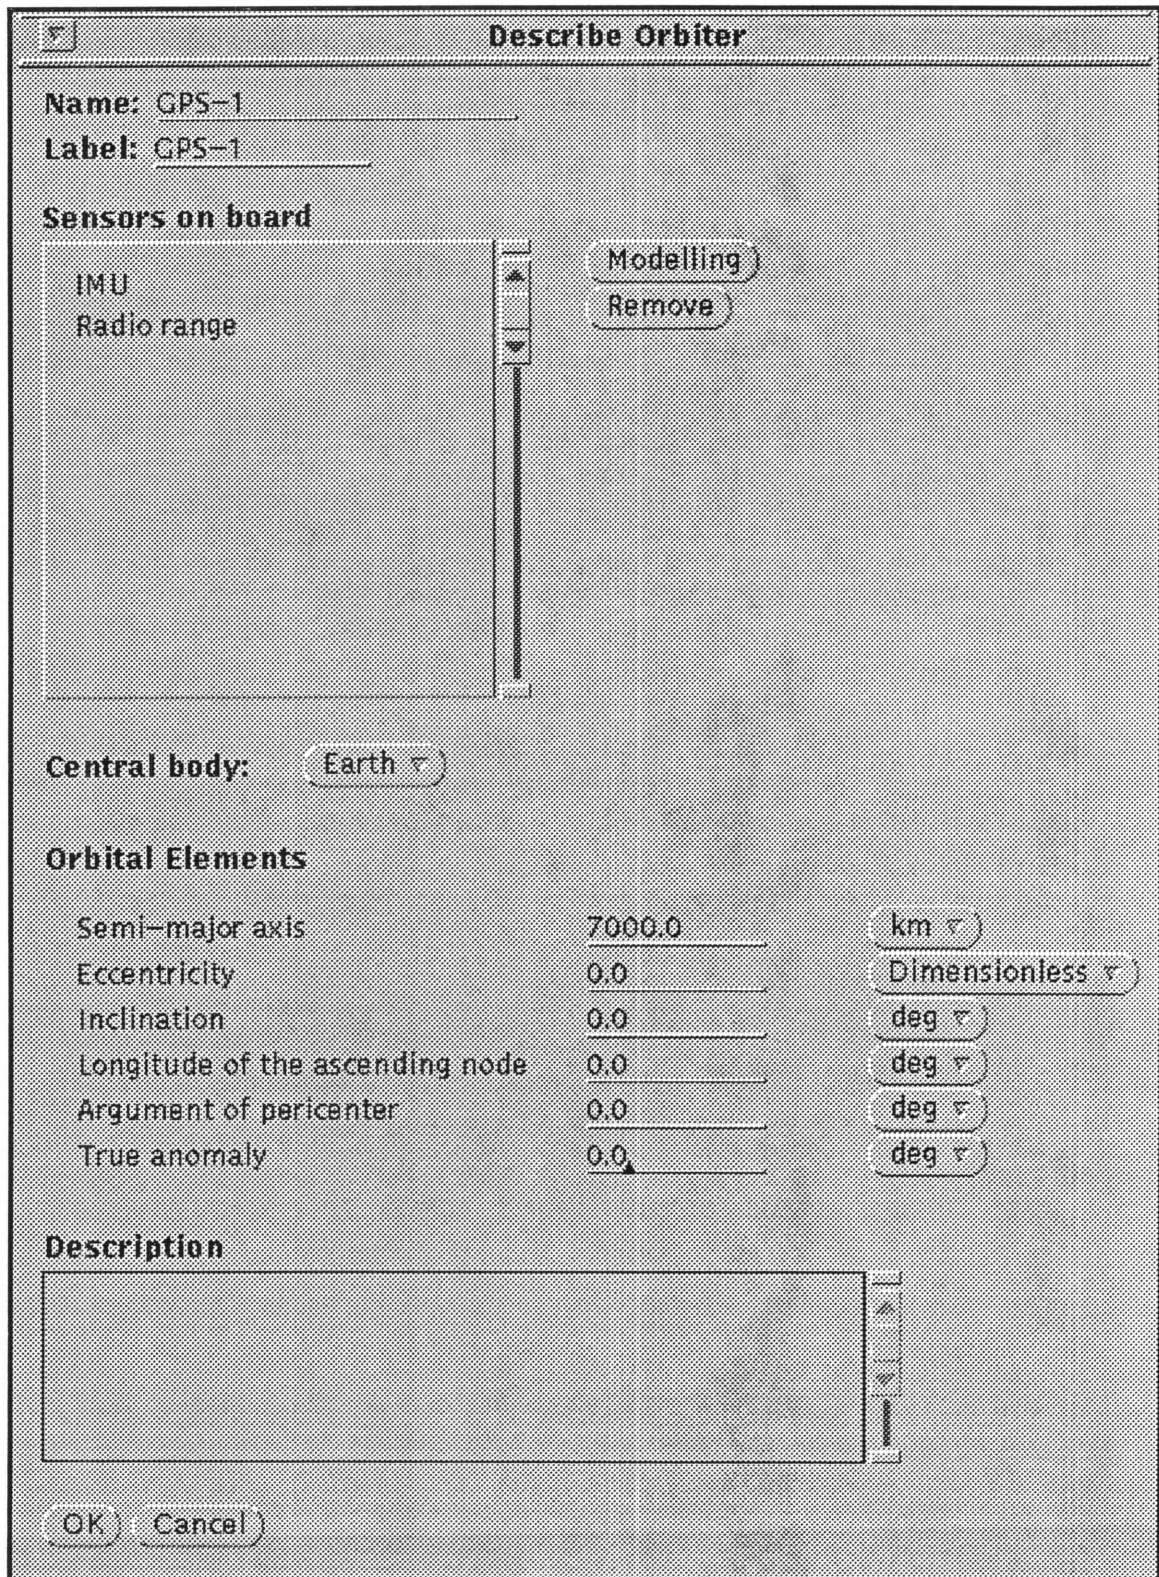 Describe Orbiter
Name: GPS-1
Label: GPS-1
Sensors on board
IMU
Radio range
Modelling
Remove
Central body: Earth
Orbital Elements
Semi-major axis 7000.0 km
Eccentricity 0.0 Dimensionless
Inclination 0.0 deg
Longitude of the ascending node 0.0 deg
Argument of pericenter 0.0 deg
True anomaly 0.0 deg
Description
OK Cancel